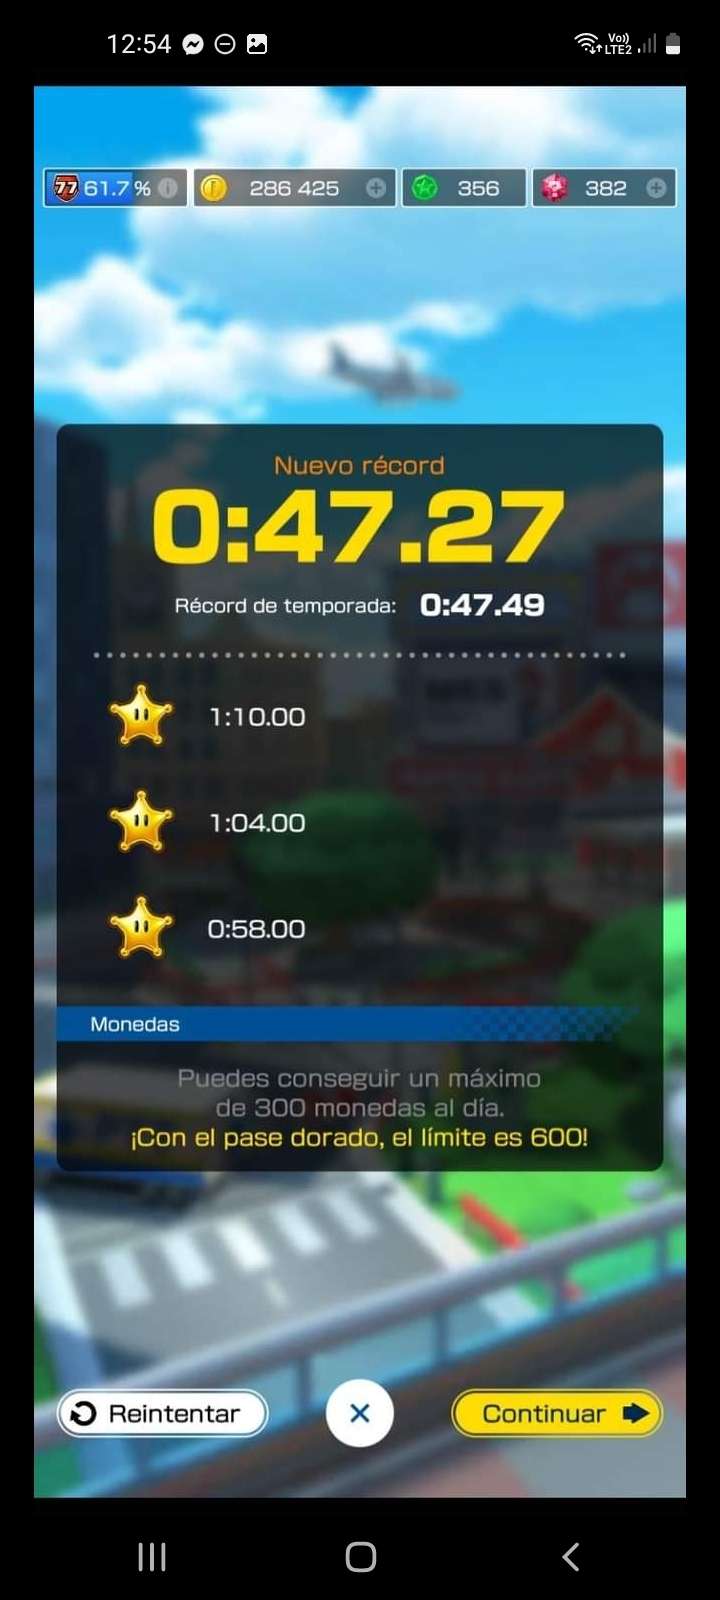 12:54
Vo))
LTE2
77 61.7 % 286 425 356 382
Nuevo récord
0:47.27
Récord de temporada: 0:47.49
1:10.00
1:04.00
0:58.00
Monedas
Puedes conseguir un máximo
de 300 monedas al día.
¡Con el pase dorado, el límite es 600!
Reintentar
Continuar